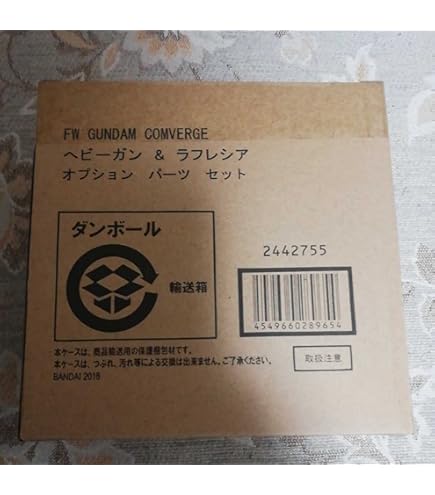 FW GUNDAM COMVERGE
ヘビーガン & ラフレシア
オプション パーツ セット
ダンボール
輸送箱
2442755
4549660289654
取扱注意
本ケースは、商品輸送用の保護梱包材です。
本ケースは、つぶれ、汚れ等による交換は出来ません。ご了承ください。
BANDAI 2018